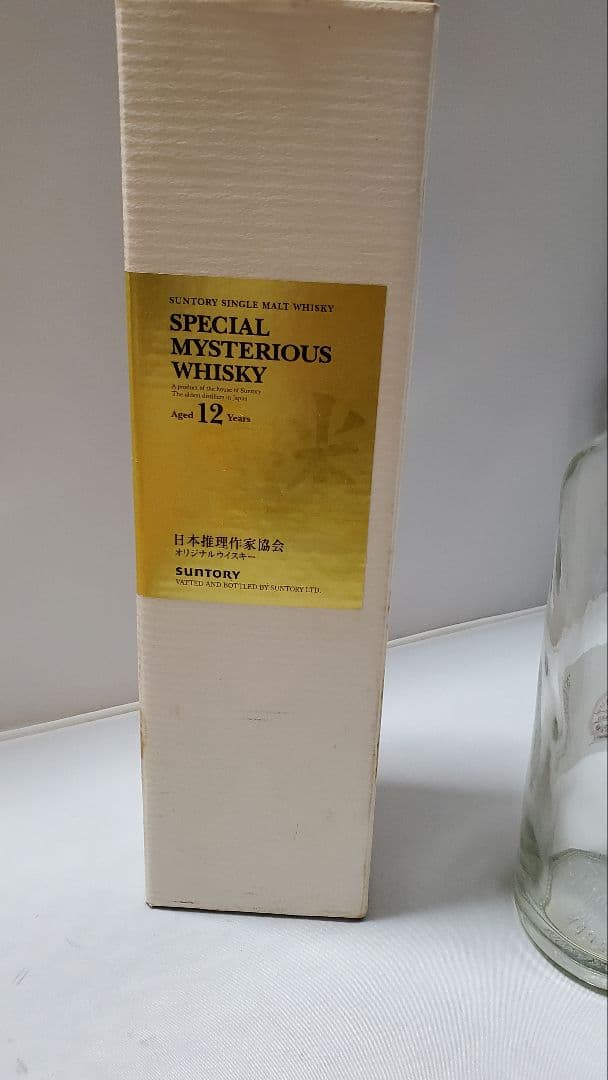 SUNTORY SINGLE MALT WHISKY
SPECIAL
MYSTERIOUS
WHISKY
A product of the house of Suntory
The oldest distillers in Japan
Aged 12 Years
日本推理作家協会
オリジナルウイスキー
SUNTORY
VATTED AND BOTTLED BY SUNTORY LTD.